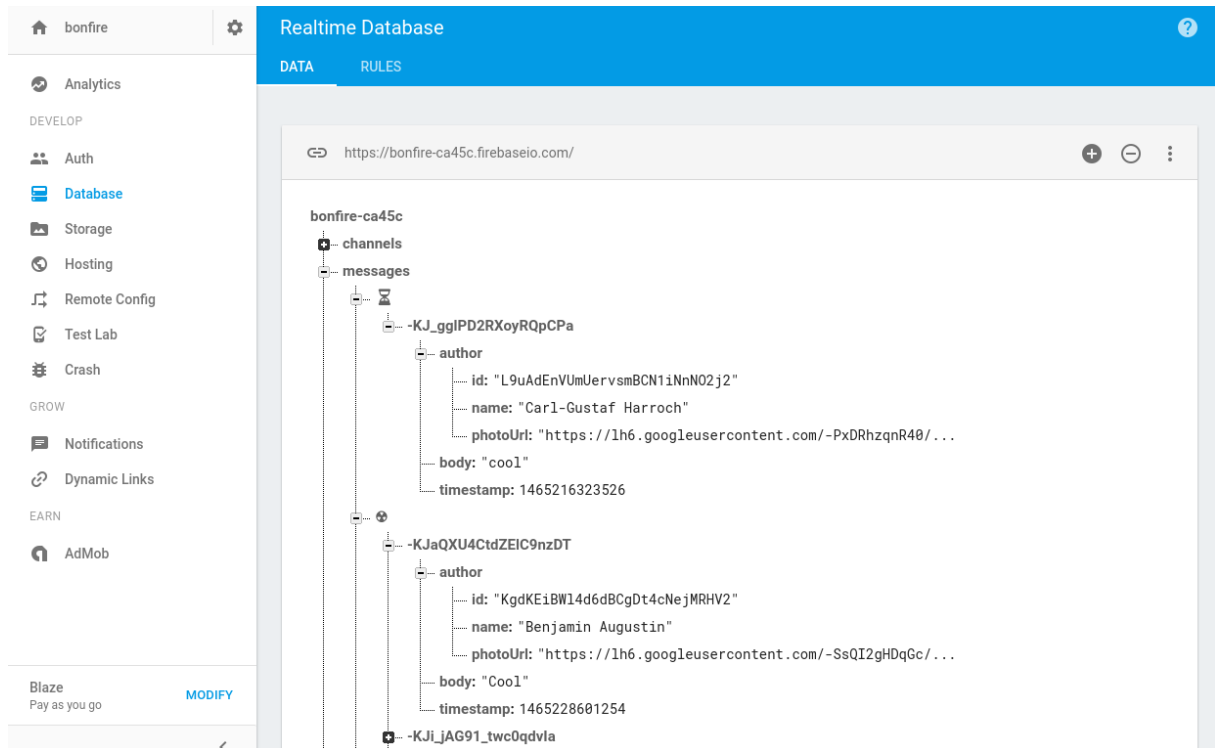 bonfire
Realtime Database
DATA RULES
Analytics
DEVELOP
Auth
Database
Storage
Hosting
Remote Config
Test Lab
Crash
GROW
Notifications
Dynamic Links
EARN
AdMob
Blaze
Pay as you go
MODIFY
https://bonfire-ca45c.firebaseio.com/
bonfire-ca45c
channels
messages
⌛
-KJ_ggIPD2RXoyRQpCPa
author
id: "L9uAdEnVUmUervsmBCN1iNnNO2j2"
name: "Carl-Gustaf Harroch"
photoUrl: "https://lh6.googleusercontent.com/-PxDRhzqnR40/...
body: "cool"
timestamp: 1465216323526
☢
-KJaQXU4CtdZEIC9nzDT
author
id: "KgdKEiBWl4d6dBCgDt4cNejMRHV2"
name: "Benjamin Augustin"
photoUrl: "https://lh6.googleusercontent.com/-SsQI2gHDqGc/...
body: "Cool"
timestamp: 1465228601254
-KJi_jAG91_twc0qdvIa